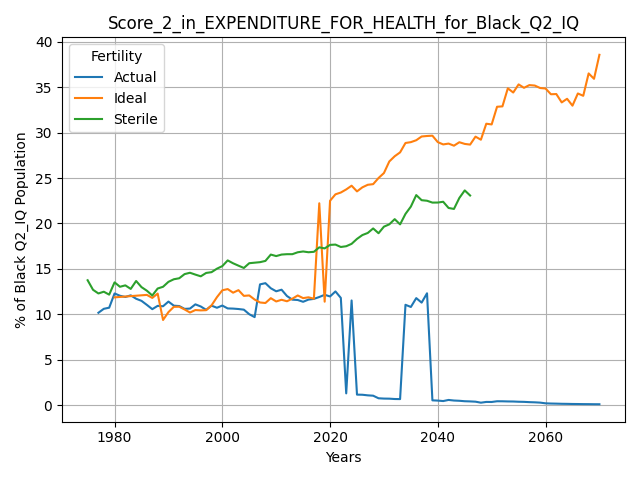 Score_2_in_EXPENDITURE_FOR_HEALTH_for_Black_Q2_IQ
Fertility
Actual
Ideal
Sterile
% of Black Q2_IQ Population
40
35
30
25
20
15
10
5
0
1980 2000 2020 2040 2060
Years